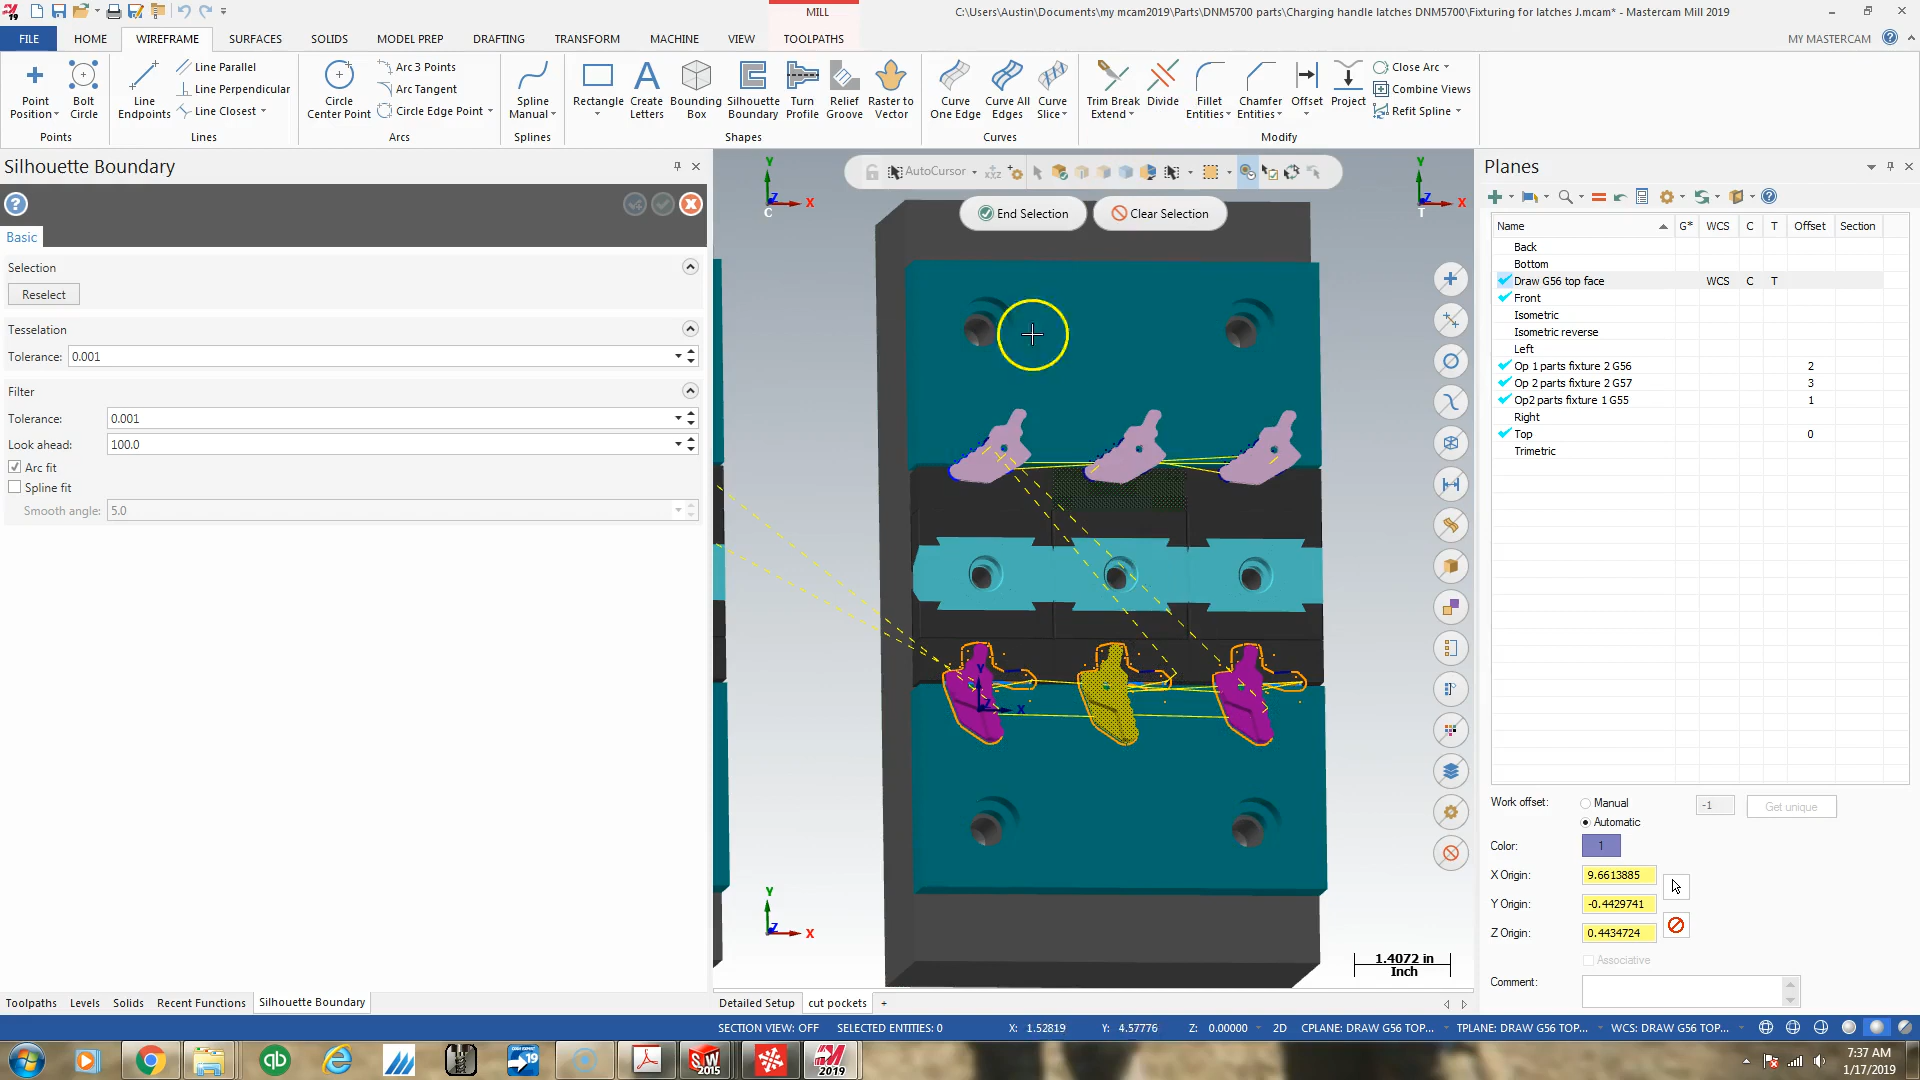 MILL
C:\Users\Austin\Documents\my mcam2019\Parts\DNM5700 parts\Charging handle latches DNM5700\Fixturing for latches J.mcam* - Mastercam Mill 2019
FILE HOME WIREFRAME SURFACES SOLIDS MODEL PREP DRAFTING TRANSFORM MACHINE VIEW TOOLPATHS MY MASTERCAM
Point Position
Bolt Circle
Points
Line Endpoints
Line Parallel
Line Perpendicular
Line Closest
Lines
Circle Center Point
Arc 3 Points
Arc Tangent
Circle Edge Point
Arcs
Spline Manual
Splines
Rectangle
Create Letters
Bounding Box
Silhouette Boundary
Turn Profile
Relief Groove
Raster to Vector
Shapes
Curve One Edge
Curve All Edges
Curve Slice
Curves
Trim Break Extend
Divide
Fillet Entities
Chamfer Entities
Offset
Project
Close Arc
Combine Views
Refit Spline
Modify
Silhouette Boundary
Basic
Selection
Reselect
Tesselation
Tolerance: 0.001
Filter
Tolerance: 0.001
Look ahead: 100.0
Arc fit
Spline fit
Smooth angle: 5.0
AutoCursor
End Selection
Clear Selection
Y
Z
X
C
Y
Z
X
T
Y
X
Z
Y
Z
X
1.4072 in
Inch
Planes
Name G* WCS C T Offset Section
Back
Bottom
Draw G56 top face WCS C T
Front
Isometric
Isometric reverse
Left
Op 1 parts fixture 2 G56 2
Op 2 parts fixture 2 G57 3
Op2 parts fixture 1 G55 1
Right
Top 0
Trimetric
Work offset: Manual -1 Get unique
Automatic
Color: 1
X Origin: 9.6613885
Y Origin: -0.4429741
Z Origin: 0.4434724
Associative
Comment:
Toolpaths Levels Solids Recent Functions Silhouette Boundary
Detailed Setup cut pockets +
SECTION VIEW: OFF SELECTED ENTITIES: 0 X: 1.52819 Y: 4.57776 Z: 0.00000 2D CPLANE: DRAW G56 TOP... TPLANE: DRAW G56 TOP... WCS: DRAW G56 TOP...
qb
19
SW
2015
2019
7:37 AM
1/17/2019